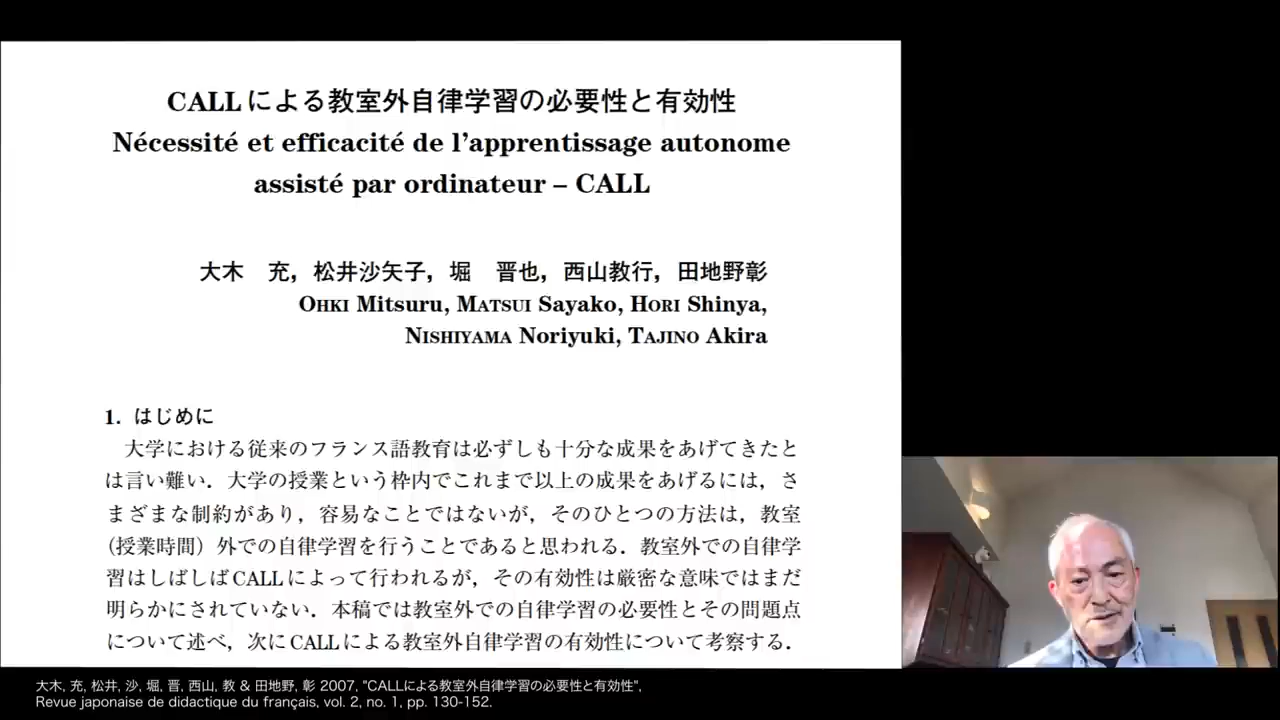 CALLによる教室外自律学習の必要性と有効性
Nécessité et efficacité de l'apprentissage autonome
assisté par ordinateur – CALL
大木　充，松井沙矢子，堀　晋也，西山教行，田地野彰
OHKI Mitsuru, MATSUI Sayako, HORI Shinya,
NISHIYAMA Noriyuki, TAJINO Akira
1. はじめに
大学における従来のフランス語教育は必ずしも十分な成果をあげてきたと
は言い難い．大学の授業という枠内でこれまで以上の成果をあげるには，さ
まざまな制約があり，容易なことではないが，そのひとつの方法は，教室
（授業時間）外での自律学習を行うことであると思われる．教室外での自律学
習はしばしばCALLによって行われるが，その有効性は厳密な意味ではまだ
明らかにされていない．本稿では教室外での自律学習の必要性とその問題点
について述べ，次にCALLによる教室外自律学習の有効性について考察する．
大木, 充, 松井, 沙, 堀, 晋, 西山, 教 & 田地野, 彰 2007, "CALLによる教室外自律学習の必要性と有効性",
Revue japonaise de didactique du français, vol. 2, no. 1, pp. 130-152.